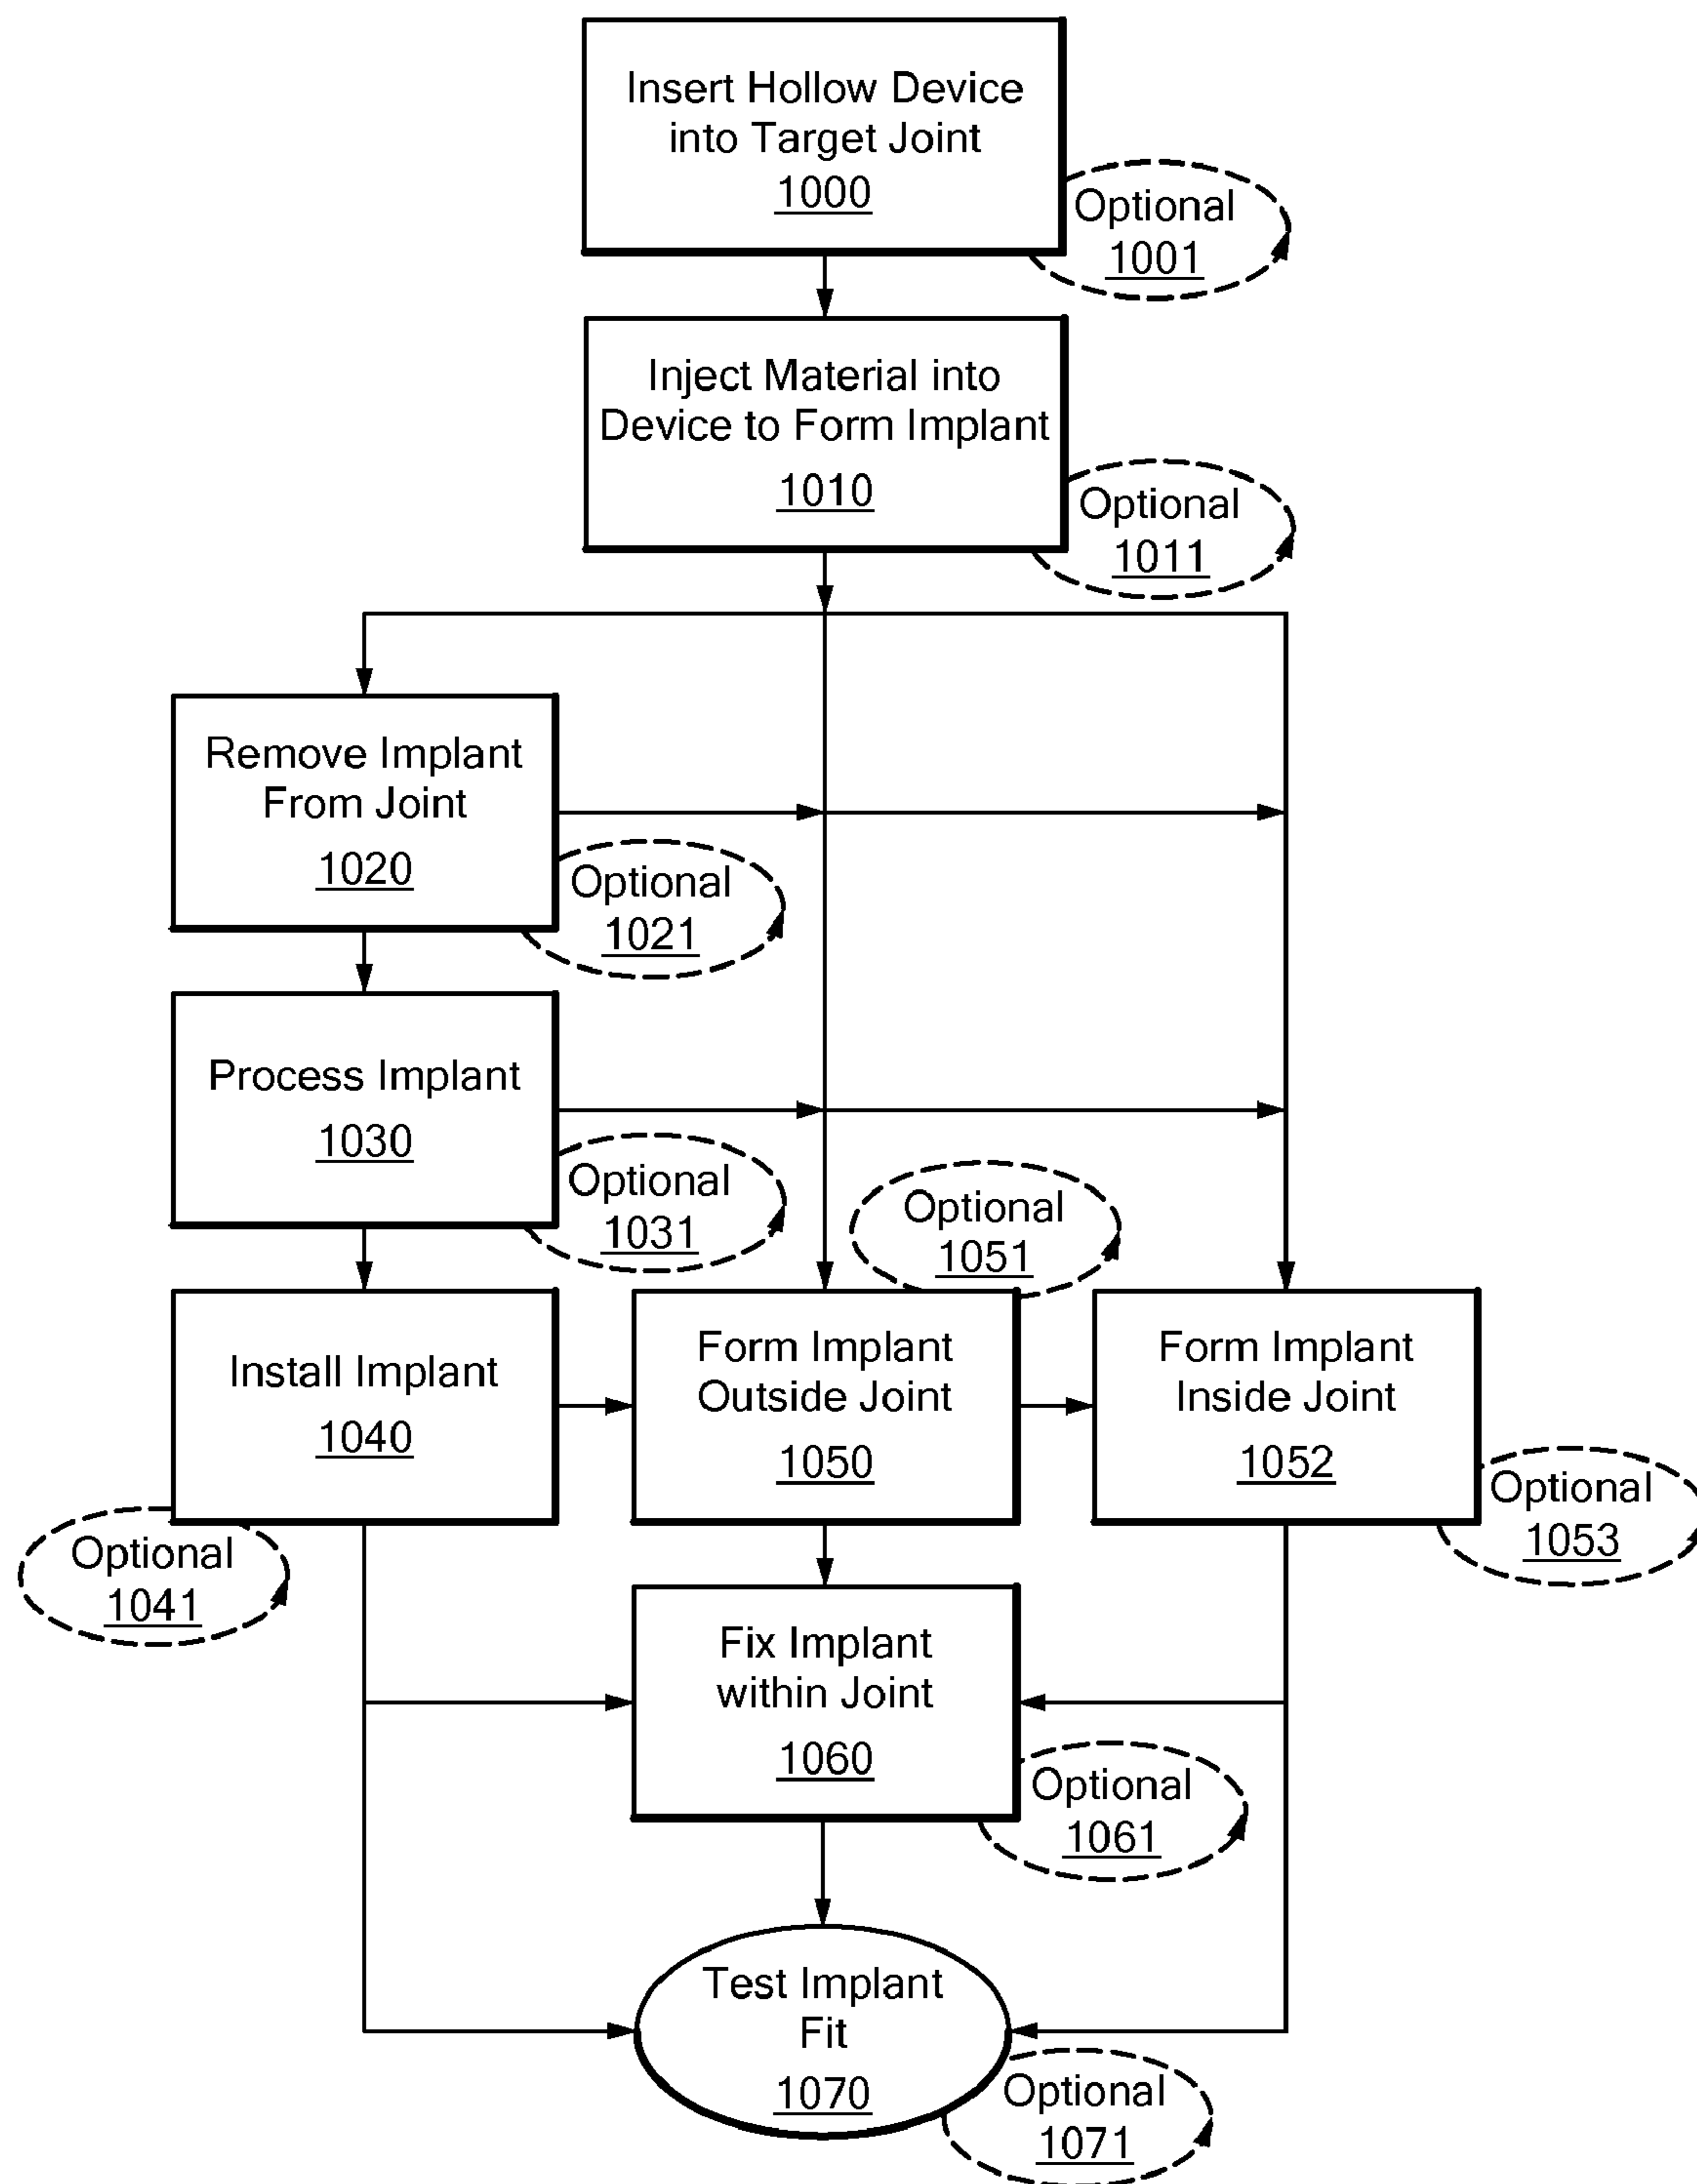 Insert Hollow Device
into Target Joint
1000
Optional
1001
Inject Material into
Device to Form Implant
1010
Optional
1011
Remove Implant
From Joint
1020
Optional
1021
Process Implant
1030
Optional
1031
Optional
1051
Install Implant
1040
Optional
1041
Form Implant
Outside Joint
1050
Form Implant
Inside Joint
1052
Optional
1053
Fix Implant
within Joint
1060
Optional
1061
Test Implant
Fit
1070
Optional
1071